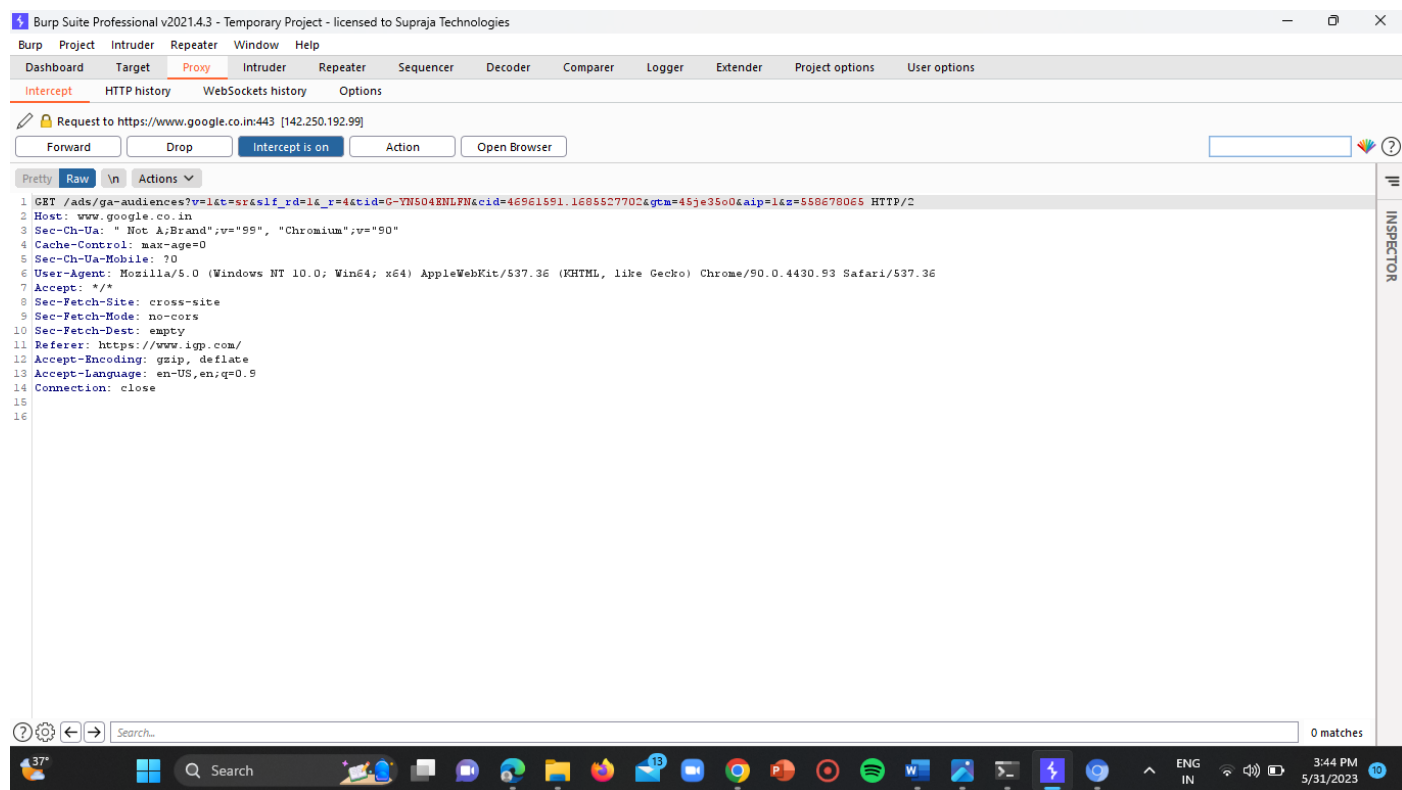 Burp Suite Professional v2021.4.3 - Temporary Project - licensed to Supraja Technologies
Burp Project Intruder Repeater Window Help
Dashboard Target Proxy Intruder Repeater Sequencer Decoder Comparer Logger Extender Project options User options
Intercept HTTP history WebSockets history Options
Request to https://www.google.co.in:443 [142.250.192.99]
Forward Drop Intercept is on Action Open Browser
Pretty Raw \n Actions
1 GET /ads/ga-audiences?v=1&t=sr&slf_rd=1&_r=4&tid=G-YN504ENLFN&cid=46961591.1685527702&gtm=45je35o0&aip=1&z=558678065 HTTP/2
2 Host: www.google.co.in
3 Sec-Ch-Ua: " Not A;Brand";v="99", "Chromium";v="90"
4 Cache-Control: max-age=0
5 Sec-Ch-Ua-Mobile: ?0
6 User-Agent: Mozilla/5.0 (Windows NT 10.0; Win64; x64) AppleWebKit/537.36 (KHTML, like Gecko) Chrome/90.0.4430.93 Safari/537.36
7 Accept: */*
8 Sec-Fetch-Site: cross-site
9 Sec-Fetch-Mode: no-cors
10 Sec-Fetch-Dest: empty
11 Referer: https://www.igp.com/
12 Accept-Encoding: gzip, deflate
13 Accept-Language: en-US,en;q=0.9
14 Connection: close
15
16
INSPECTOR
Search...
0 matches
37°
Search
13
ENG
IN
3:44 PM
5/31/2023
10